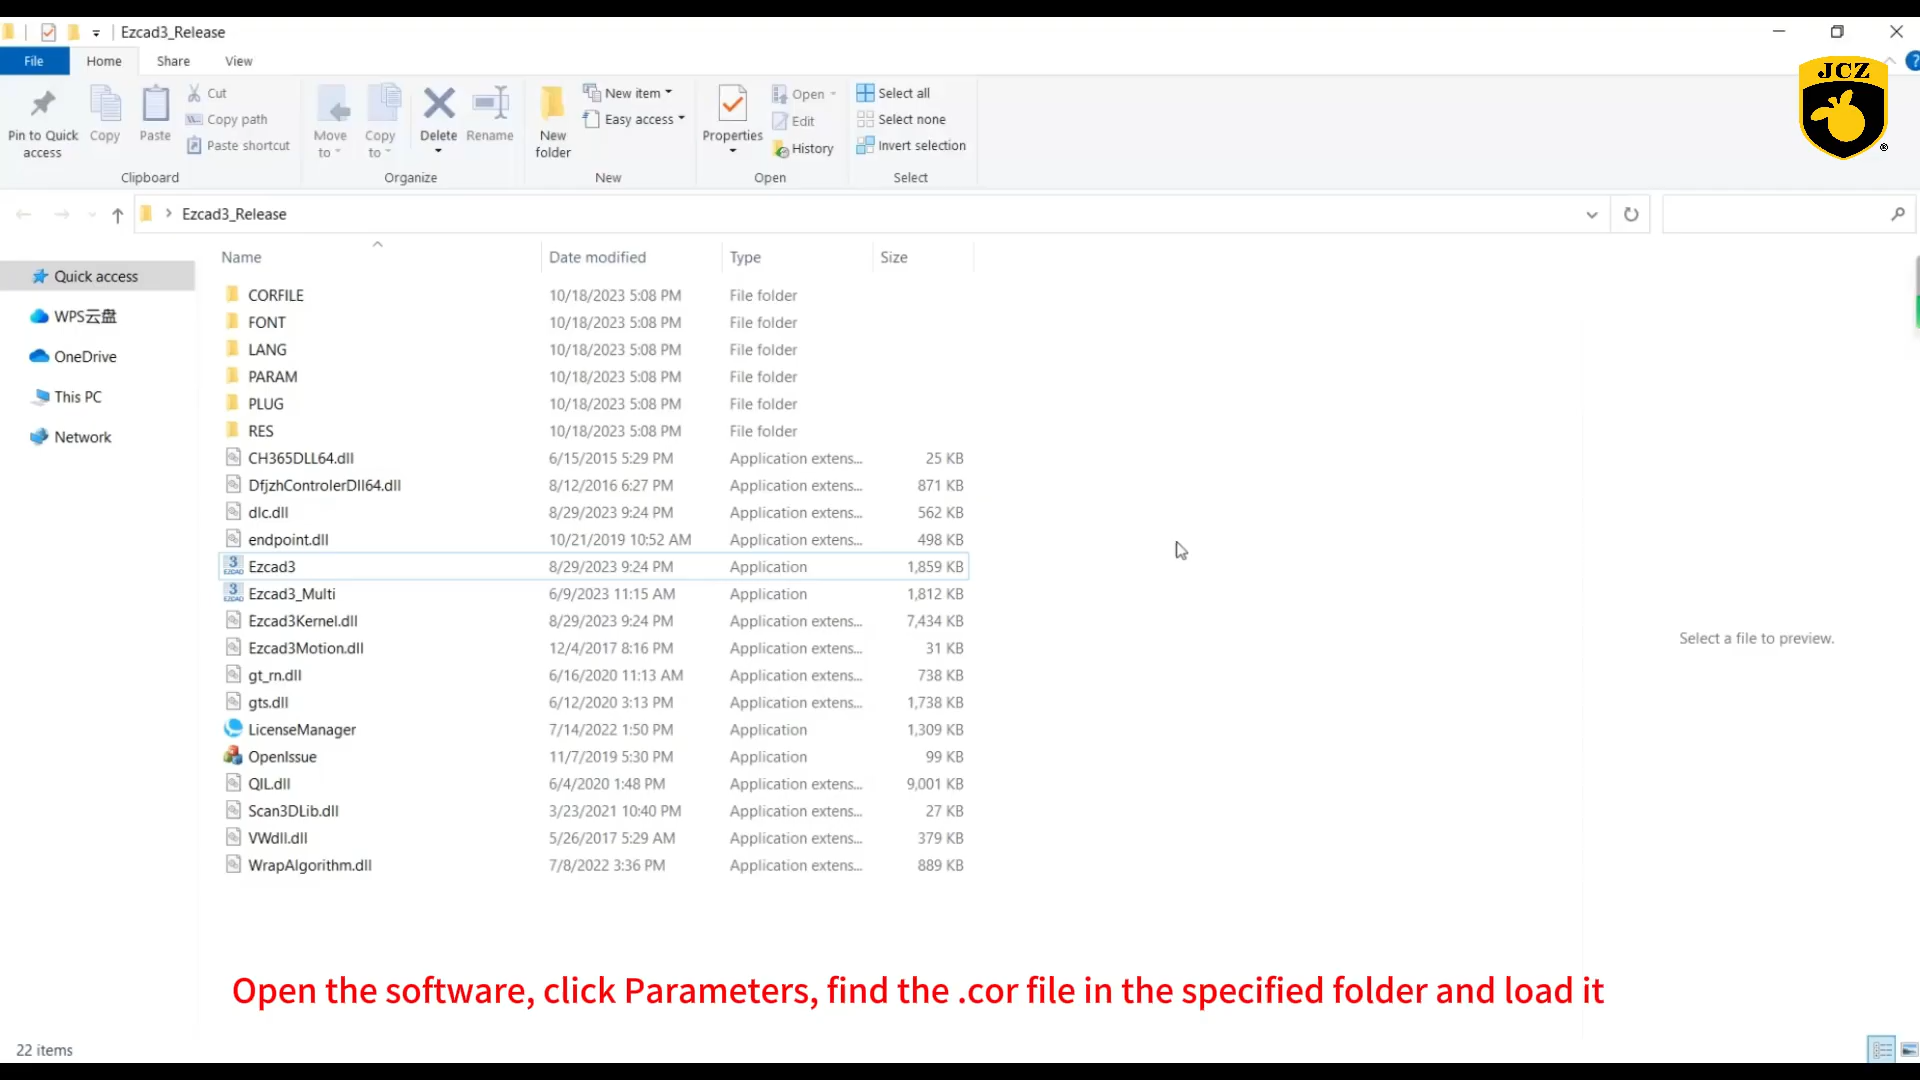 Ezcad3_Release
File Home Share View
JCZ
®
?
Pin to Quick access
Copy
Paste
Cut
Copy path
Paste shortcut
Clipboard
Move to
Copy to
Delete
Rename
Organize
New folder
New item
Easy access
New
Properties
Open
Edit
History
Open
Select all
Select none
Invert selection
Select
Ezcad3_Release
Quick access
WPS云盘
OneDrive
This PC
Network
Name Date modified Type Size
CORFILE 10/18/2023 5:08 PM File folder
FONT 10/18/2023 5:08 PM File folder
LANG 10/18/2023 5:08 PM File folder
PARAM 10/18/2023 5:08 PM File folder
PLUG 10/18/2023 5:08 PM File folder
RES 10/18/2023 5:08 PM File folder
CH365DLL64.dll 6/15/2015 5:29 PM Application extens... 25 KB
DfjzhControlerDll64.dll 8/12/2016 6:27 PM Application extens... 871 KB
dlc.dll 8/29/2023 9:24 PM Application extens... 562 KB
endpoint.dll 10/21/2019 10:52 AM Application extens... 498 KB
Ezcad3 8/29/2023 9:24 PM Application 1,859 KB
Ezcad3_Multi 6/9/2023 11:15 AM Application 1,812 KB
Ezcad3Kernel.dll 8/29/2023 9:24 PM Application extens... 7,434 KB
Ezcad3Motion.dll 12/4/2017 8:16 PM Application extens... 31 KB
gt_rn.dll 6/16/2020 11:13 AM Application extens... 738 KB
gts.dll 6/12/2020 3:13 PM Application extens... 1,738 KB
LicenseManager 7/14/2022 1:50 PM Application 1,309 KB
OpenIssue 11/7/2019 5:30 PM Application 99 KB
QIL.dll 6/4/2020 1:48 PM Application extens... 9,001 KB
Scan3DLib.dll 3/23/2021 10:40 PM Application extens... 27 KB
VWdll.dll 5/26/2017 5:29 AM Application extens... 379 KB
WrapAlgorithm.dll 7/8/2022 3:36 PM Application extens... 889 KB
Select a file to preview.
Open the software, click Parameters, find the .cor file in the specified folder and load it
22 items